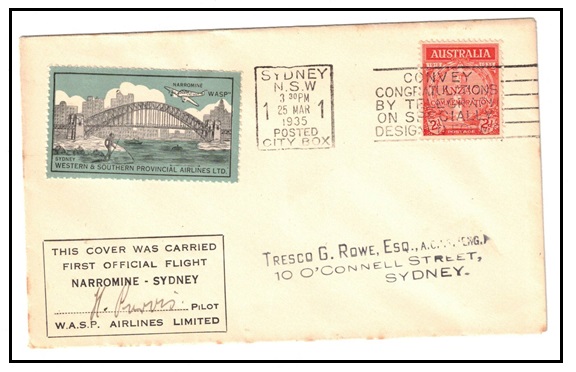 NARROMINE
"WASP"
SYDNEY
WESTERN & SOUTHERN PROVINCIAL AIRLINES LTD.
SYDNEY
N.S.W
3 30PM
1 25 MAR 1
1935
POSTED
CITY BOX
AUSTRALIA
CONVEY
CONGRATULATIONS
BY TELEGRAM
ON SPECIALLY
THIS COVER WAS CARRIED
FIRST OFFICIAL FLIGHT
NARROMINE - SYDNEY
H. Purvis. PILOT
W.A.S.P. AIRLINES LIMITED
TRESCO G. ROWE, ESQ.,
10 O'CONNELL STREET,
SYDNEY.